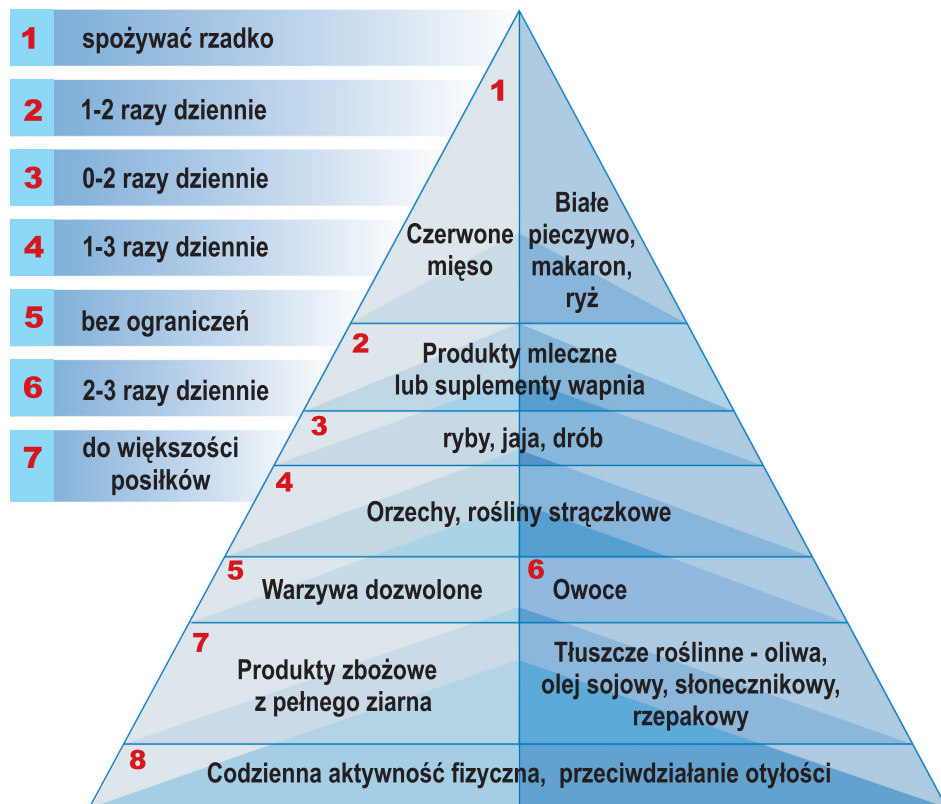 1 spożywać rzadko
2 1-2 razy dziennie
3 0-2 razy dziennie
4 1-3 razy dziennie
5 bez ograniczeń
6 2-3 razy dziennie
7 do większości
posiłków
1
Czerwone
mięso
Białe
pieczywo,
makaron,
ryż
2
Produkty mleczne
lub suplementy wapnia
3
ryby, jaja, drób
4
Orzechy, rośliny strączkowe
5
Warzywa dozwolone
6
Owoce
7
Produkty zbożowe
z pełnego ziarna
Tłuszcze roślinne - oliwa,
olej sojowy, słonecznikowy,
rzepakowy
8
Codzienna aktywność fizyczna, przeciwdziałanie otyłości